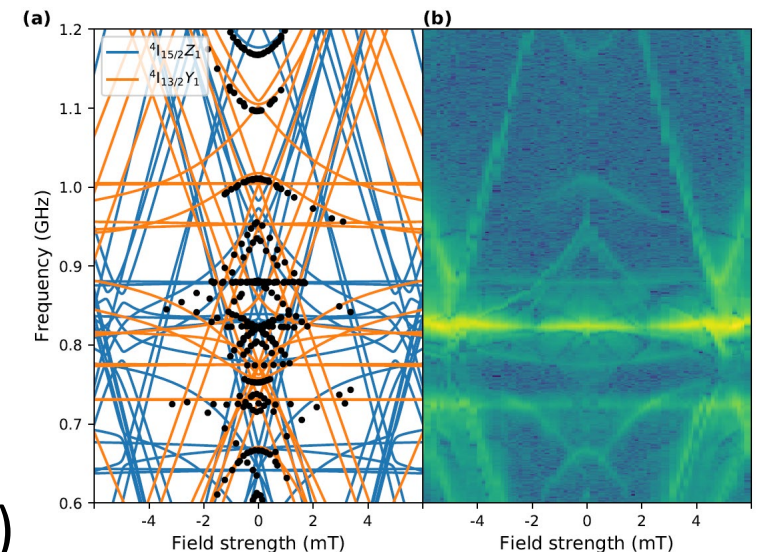 (a)
(b)
1.2
1.1
1.0
0.9
0.8
0.7
0.6
Frequency (GHz)
⁴I₁₅/₂Z₁
⁴I₁₃/₂Y₁
-4 -2 0 2 4
Field strength (mT)
-4 -2 0 2 4
Field strength (mT)
)